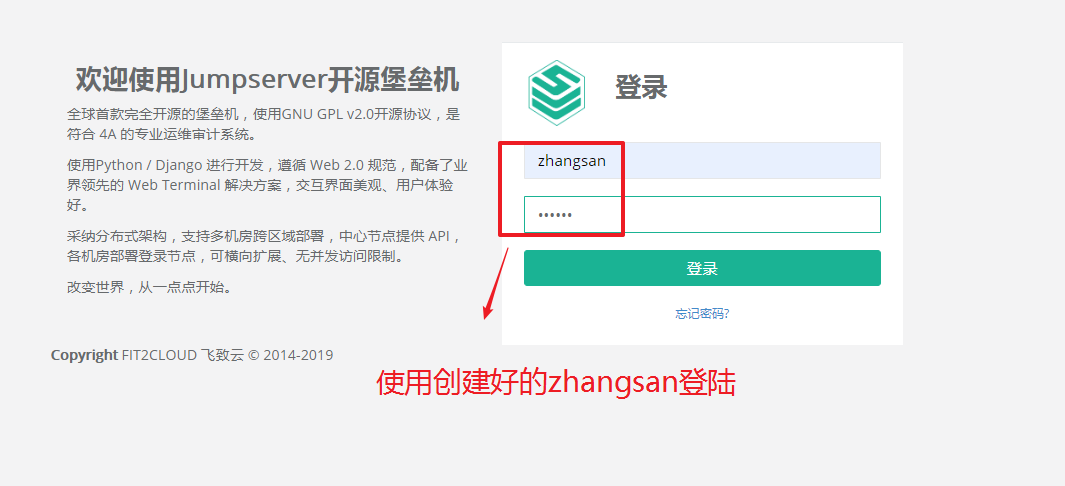 欢迎使用Jumpserver开源堡垒机
全球首款完全开源的堡垒机，使用GNU GPL v2.0开源协议，是
符合 4A 的专业运维审计系统。
使用Python / Django 进行开发，遵循 Web 2.0 规范，配备了业
界领先的 Web Terminal 解决方案，交互界面美观、用户体验
好。
采纳分布式架构，支持多机房跨区域部署，中心节点提供 API，
各机房部署登录节点，可横向扩展、无并发访问限制。
改变世界，从一点点开始。
Copyright FIT2CLOUD 飞致云 © 2014-2019
登录
zhangsan
••••••
登录
忘记密码?
使用创建好的zhangsan登陆